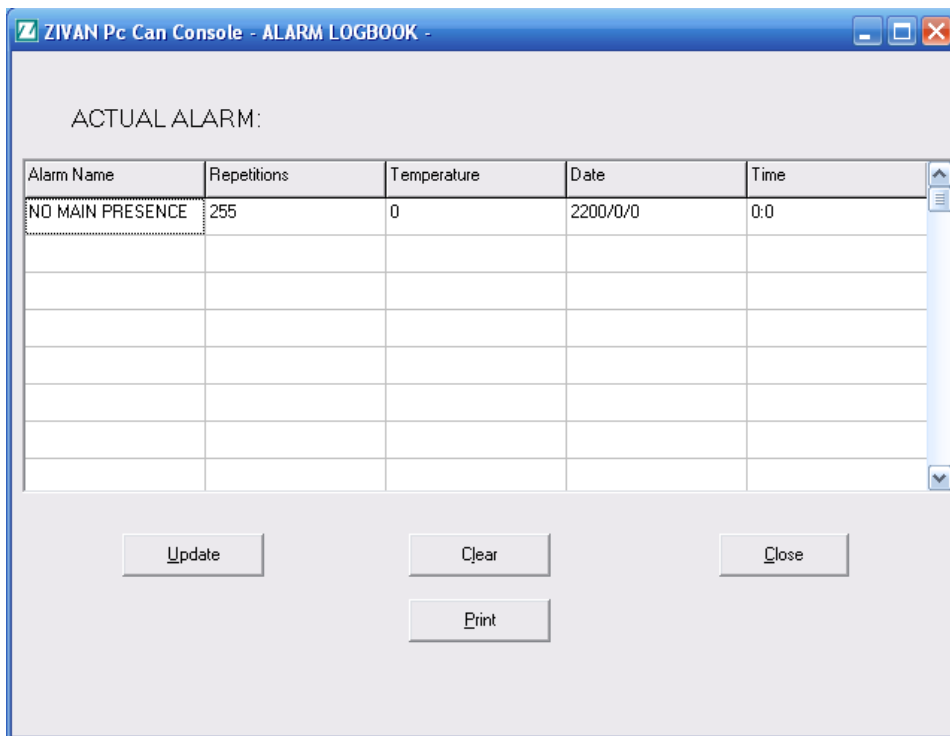 ZIVAN Pc Can Console - ALARM LOGBOOK -
ACTUAL ALARM:
Alarm Name Repetitions Temperature Date Time
NO MAIN PRESENCE 255 0 2200/0/0 0:0
Update Clear Close
Print